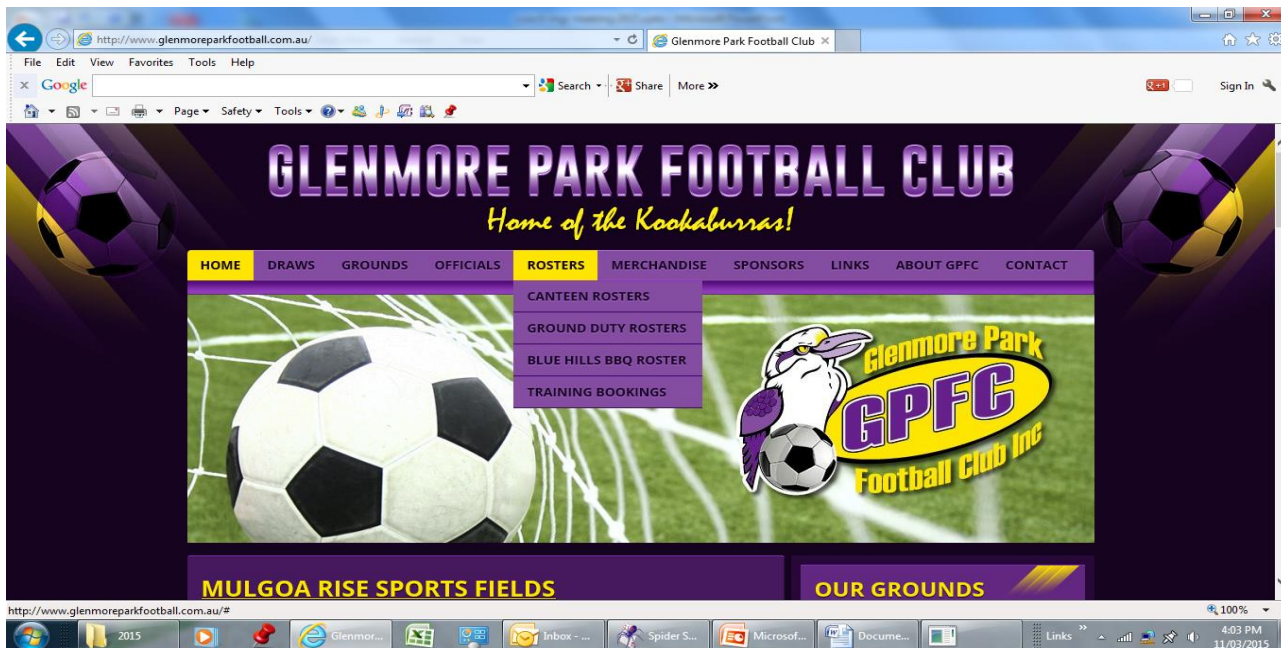 http://www.glenmoreparkfootball.com.au/
Glenmore Park Football Club
File Edit View Favorites Tools Help
Google Search Share More »
+1 Sign In
Page Safety Tools
GLENMORE PARK FOOTBALL CLUB
Home of the Kookaburras!
HOME DRAWS GROUNDS OFFICIALS ROSTERS MERCHANDISE SPONSORS LINKS ABOUT GPFC CONTACT
CANTEEN ROSTERS
GROUND DUTY ROSTERS
BLUE HILLS BBQ ROSTER
TRAINING BOOKINGS
Glenmore Park
GPFC
Football Club Inc
MULGOA RISE SPORTS FIELDS
OUR GROUNDS
http://www.glenmoreparkfootball.com.au/#
100%
2015 Glenmor... Inbox - ... Spider S... Microsof... Docume... Links » 4:03 PM
11/03/2015